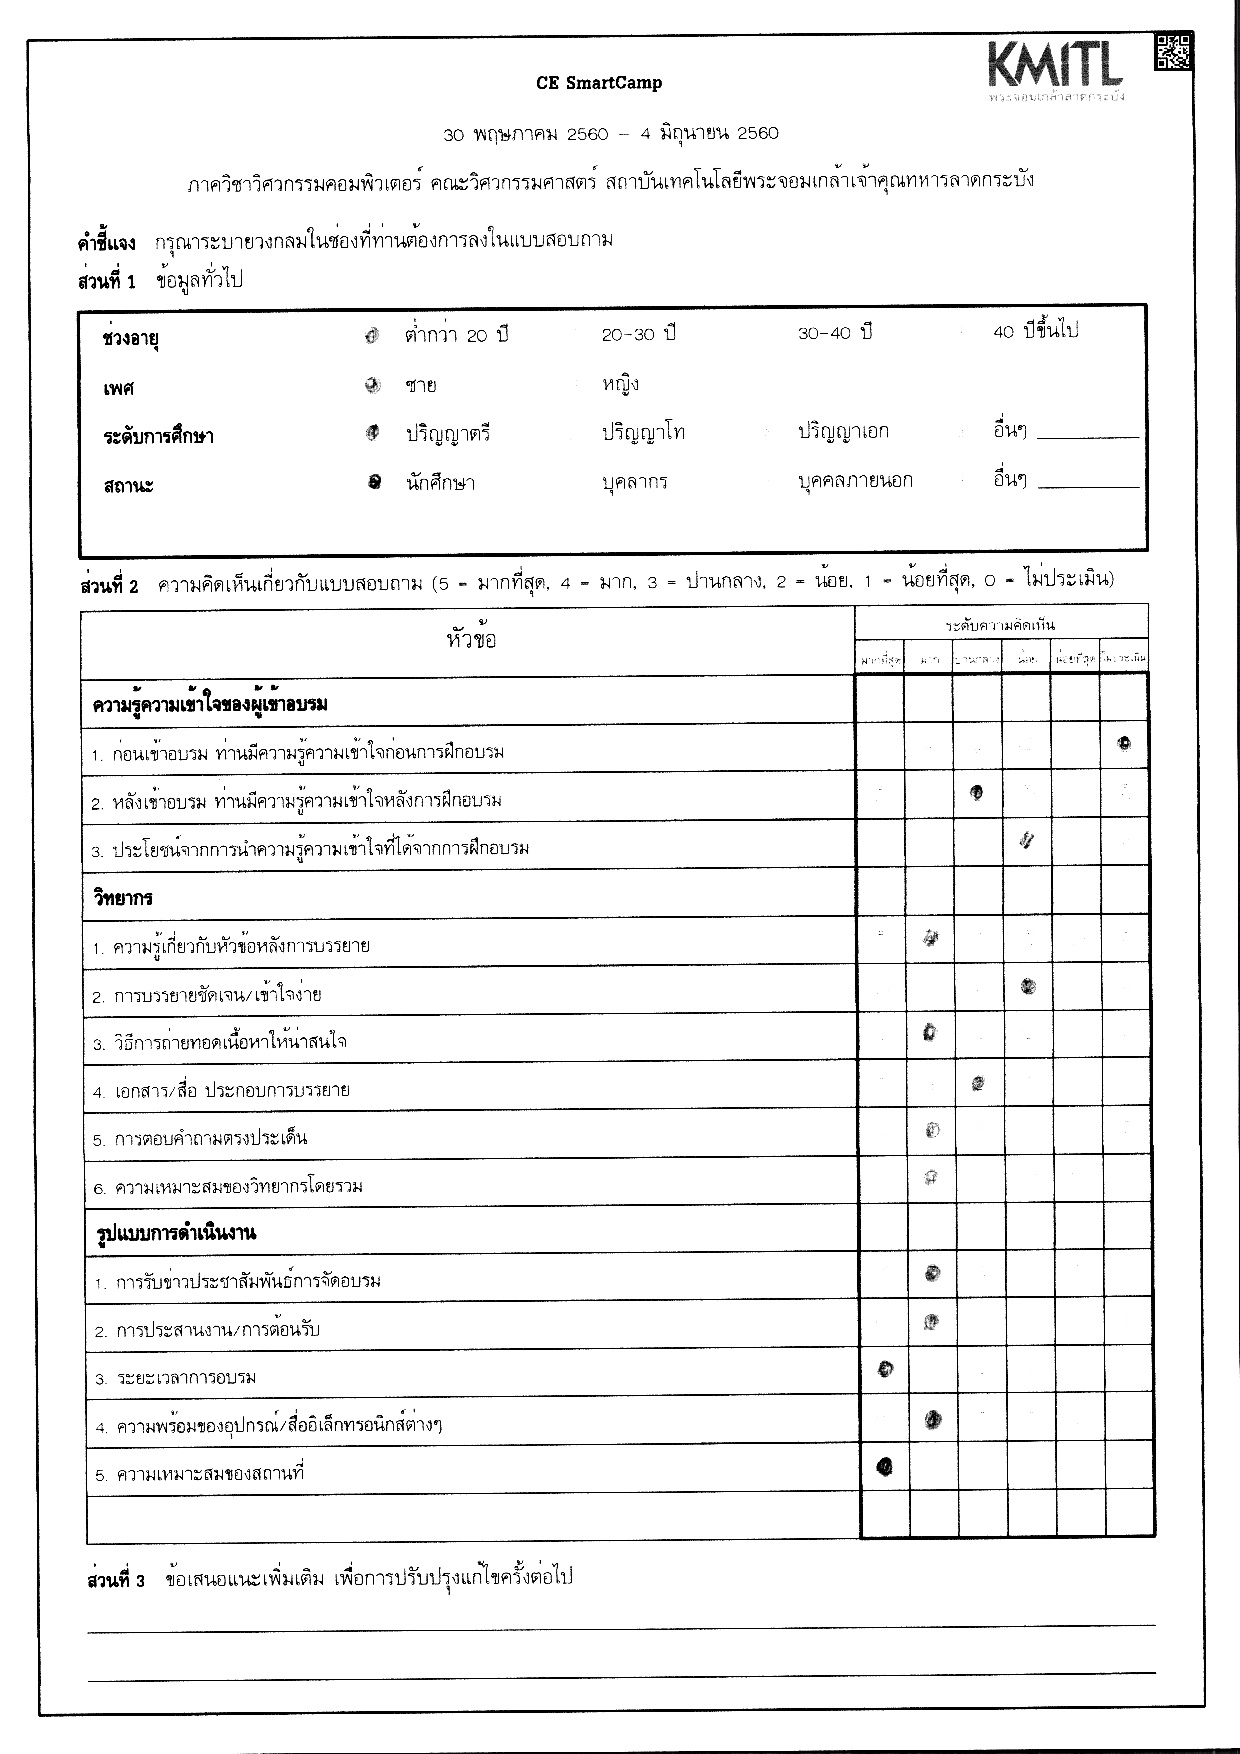 KMITL
พระจอมเกล้าลาดกระบัง
CE SmartCamp
30 พฤษภาคม 2560 - 4 มิถุนายน 2560
ภาควิชาวิศวกรรมคอมพิวเตอร์ คณะวิศวกรรมศาสตร์ สถาบันเทคโนโลยีพระจอมเกล้าเจ้าคุณทหารลาดกระบัง
คำชี้แจง กรุณาระบายวงกลมในช่องที่ท่านต้องการลงในแบบสอบถาม
ส่วนที่ 1 ข้อมูลทั่วไป
ช่วงอายุ ต่ำกว่า 20 ปี 20-30 ปี 30-40 ปี 40 ปีขึ้นไป
เพศ ชาย หญิง
ระดับการศึกษา ปริญญาตรี ปริญญาโท ปริญญาเอก อื่นๆ
สถานะ นักศึกษา บุคลากร บุคคลภายนอก อื่นๆ
ส่วนที่ 2 ความคิดเห็นเกี่ยวกับแบบสอบถาม (5 = มากที่สุด, 4 = มาก, 3 = ปานกลาง, 2 = น้อย, 1 = น้อยที่สุด, 0 = ไม่ประเมิน)
หัวข้อ ระดับความคิดเห็น
มากที่สุด มาก ปานกลาง น้อย น้อยที่สุด ไม่ประเมิน
ความรู้ความเข้าใจของผู้เข้าอบรม
1. ก่อนเข้าอบรม ท่านมีความรู้ความเข้าใจก่อนการฝึกอบรม
2. หลังเข้าอบรม ท่านมีความรู้ความเข้าใจหลังการฝึกอบรม
3. ประโยชน์จากการนำความรู้ความเข้าใจที่ได้จากการฝึกอบรม
วิทยากร
1. ความรู้เกี่ยวกับหัวข้อหลังการบรรยาย
2. การบรรยายชัดเจน/เข้าใจง่าย
3. วิธีการถ่ายทอดเนื้อหาให้น่าสนใจ
4. เอกสาร/สื่อ ประกอบการบรรยาย
5. การตอบคำถามตรงประเด็น
6. ความเหมาะสมของวิทยากรโดยรวม
รูปแบบการดำเนินงาน
1. การรับข่าวประชาสัมพันธ์การจัดอบรม
2. การประสานงาน/การต้อนรับ
3. ระยะเวลาการอบรม
4. ความพร้อมของอุปกรณ์/สื่ออิเล็กทรอนิกส์ต่างๆ
5. ความเหมาะสมของสถานที่
ส่วนที่ 3 ข้อเสนอแนะเพิ่มเติม เพื่อการปรับปรุงแก้ไขครั้งต่อไป